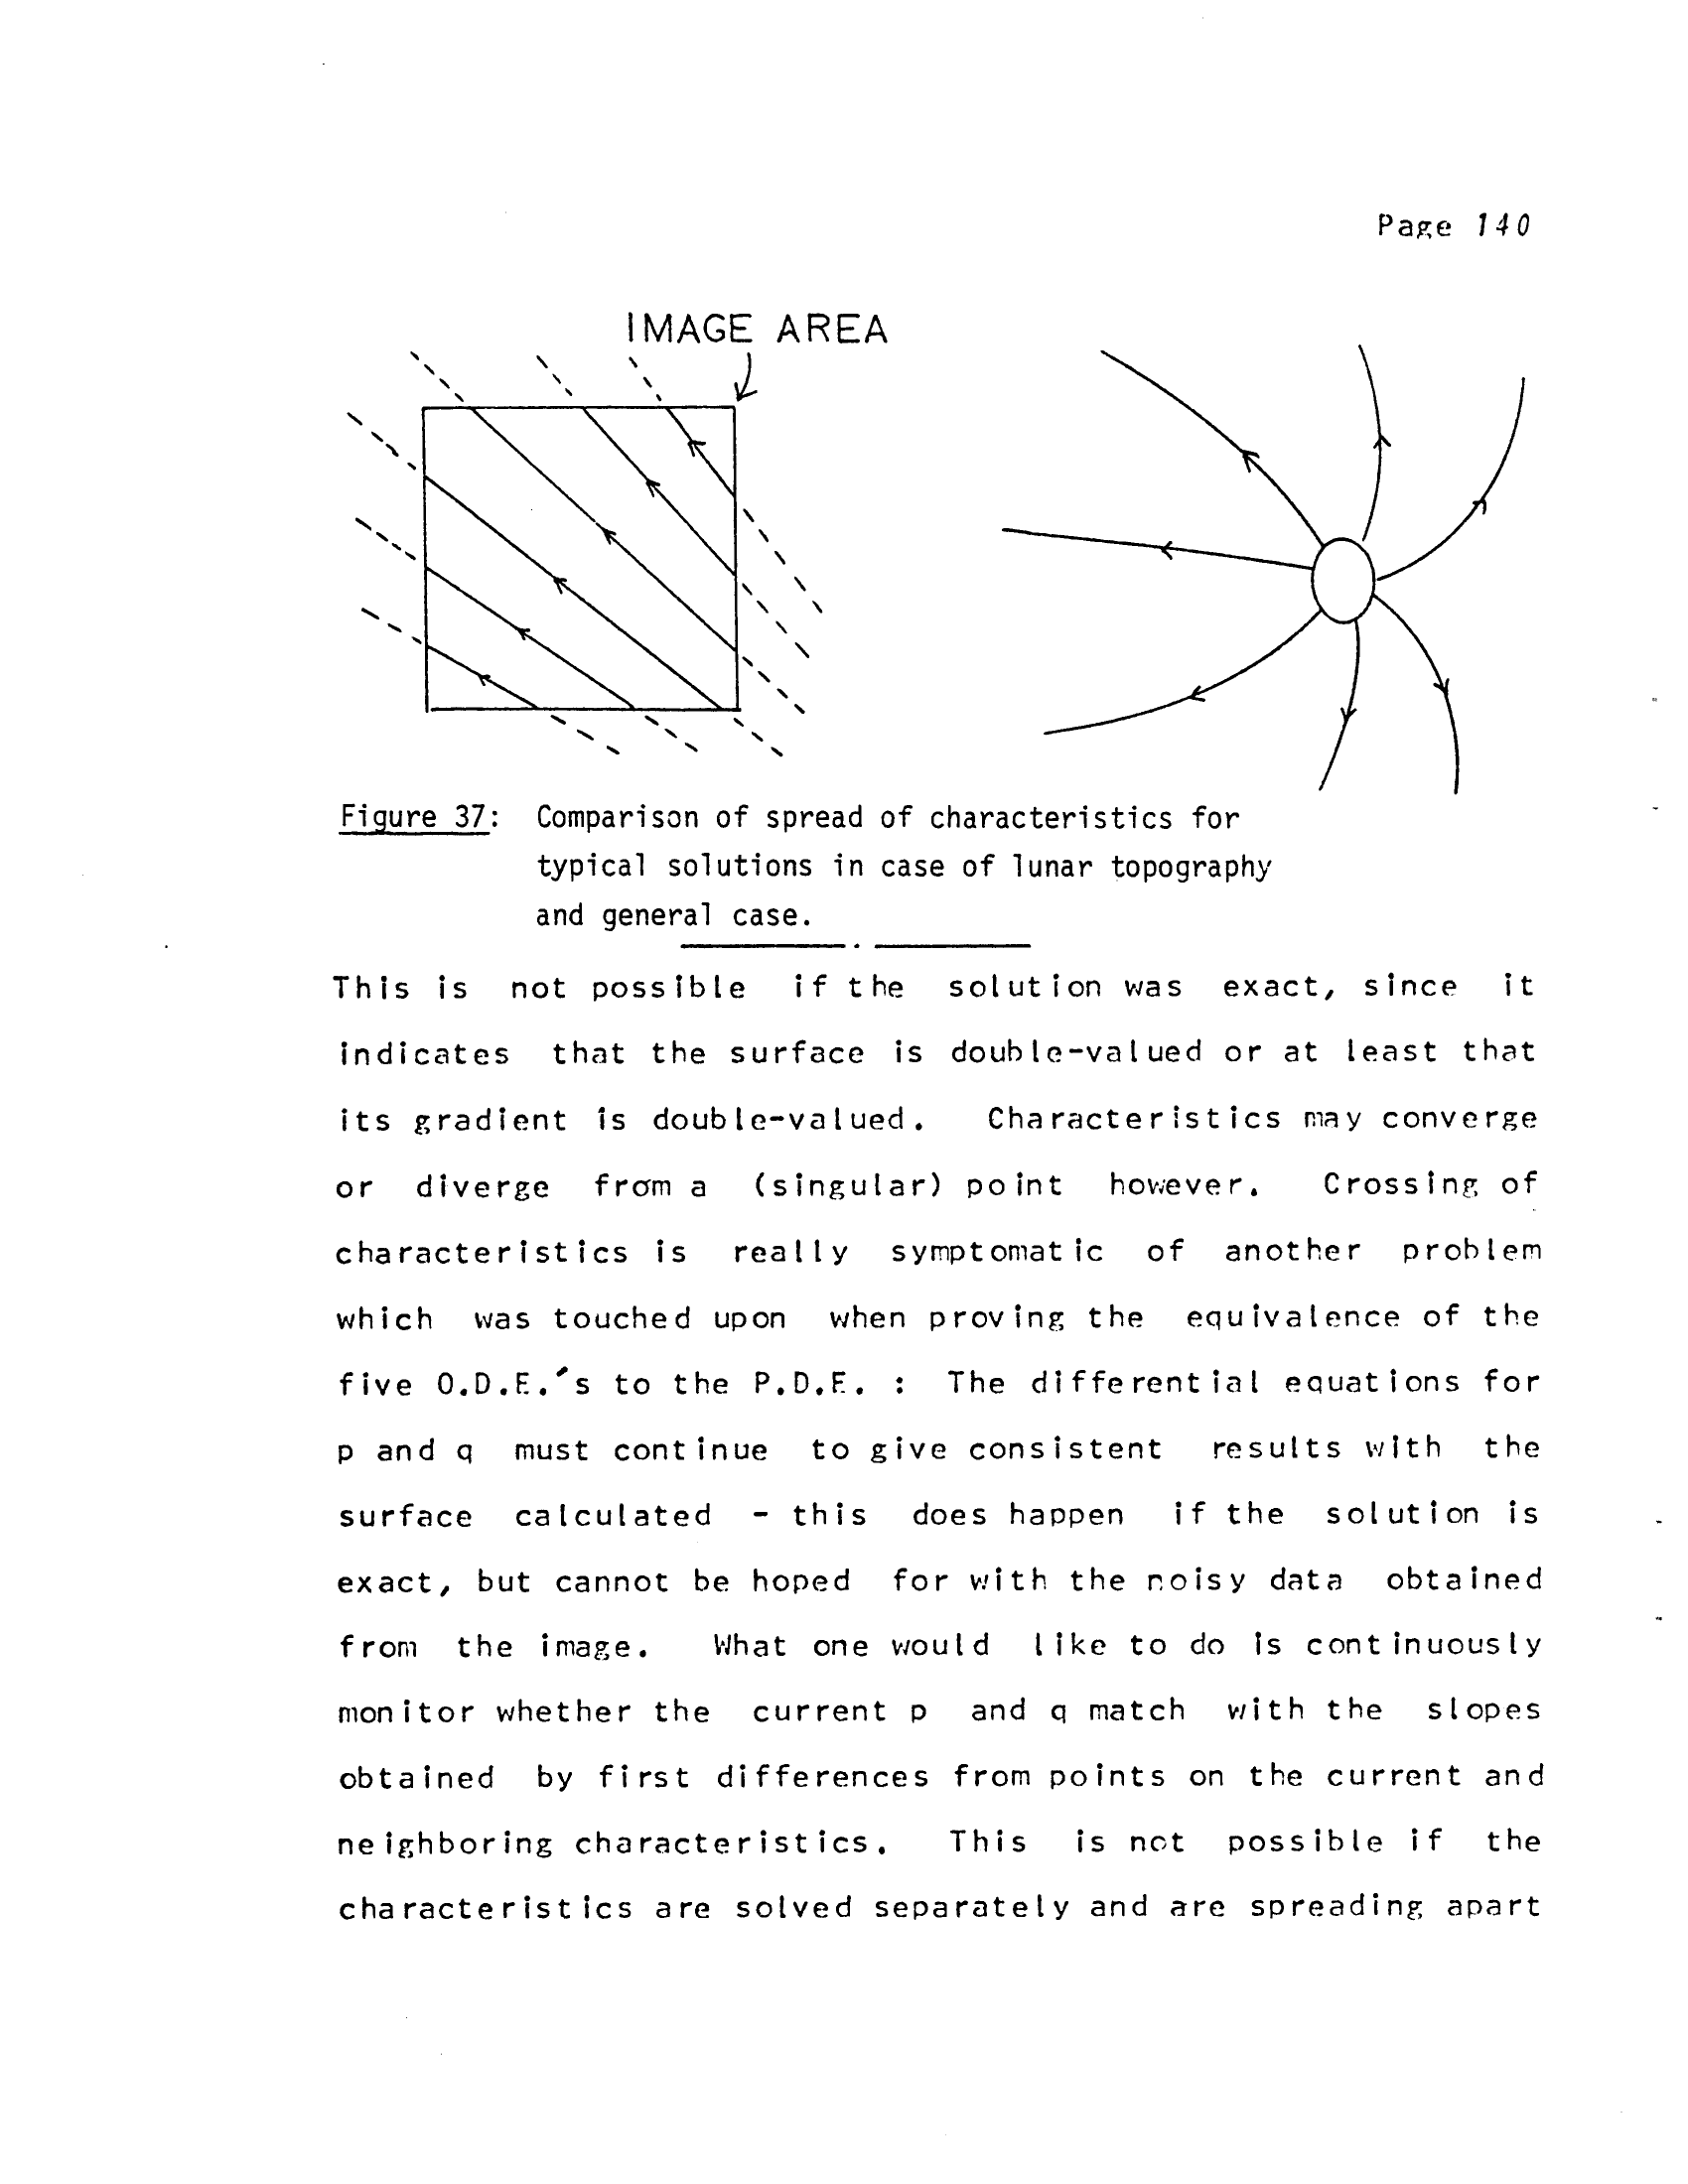 Page 140
IMAGE AREA
Figure 37: Comparison of spread of characteristics for
typical solutions in case of lunar topography
and general case.
This is not possible if the solution was exact, since it
indicates that the surface is double-valued or at least that
its gradient is double-valued. Characteristics may converge
or diverge from a (singular) point however. Crossing of
characteristics is really symptomatic of another problem
which was touched upon when proving the equivalence of the
five O.D.E.'s to the P.D.E. : The differential equations for
p and q must continue to give consistent results with the
surface calculated - this does happen if the solution is
exact, but cannot be hoped for with the noisy data obtained
from the image. What one would like to do is continuously
monitor whether the current p and q match with the slopes
obtained by first differences from points on the current and
neighboring characteristics. This is not possible if the
characteristics are solved separately and are spreading apart